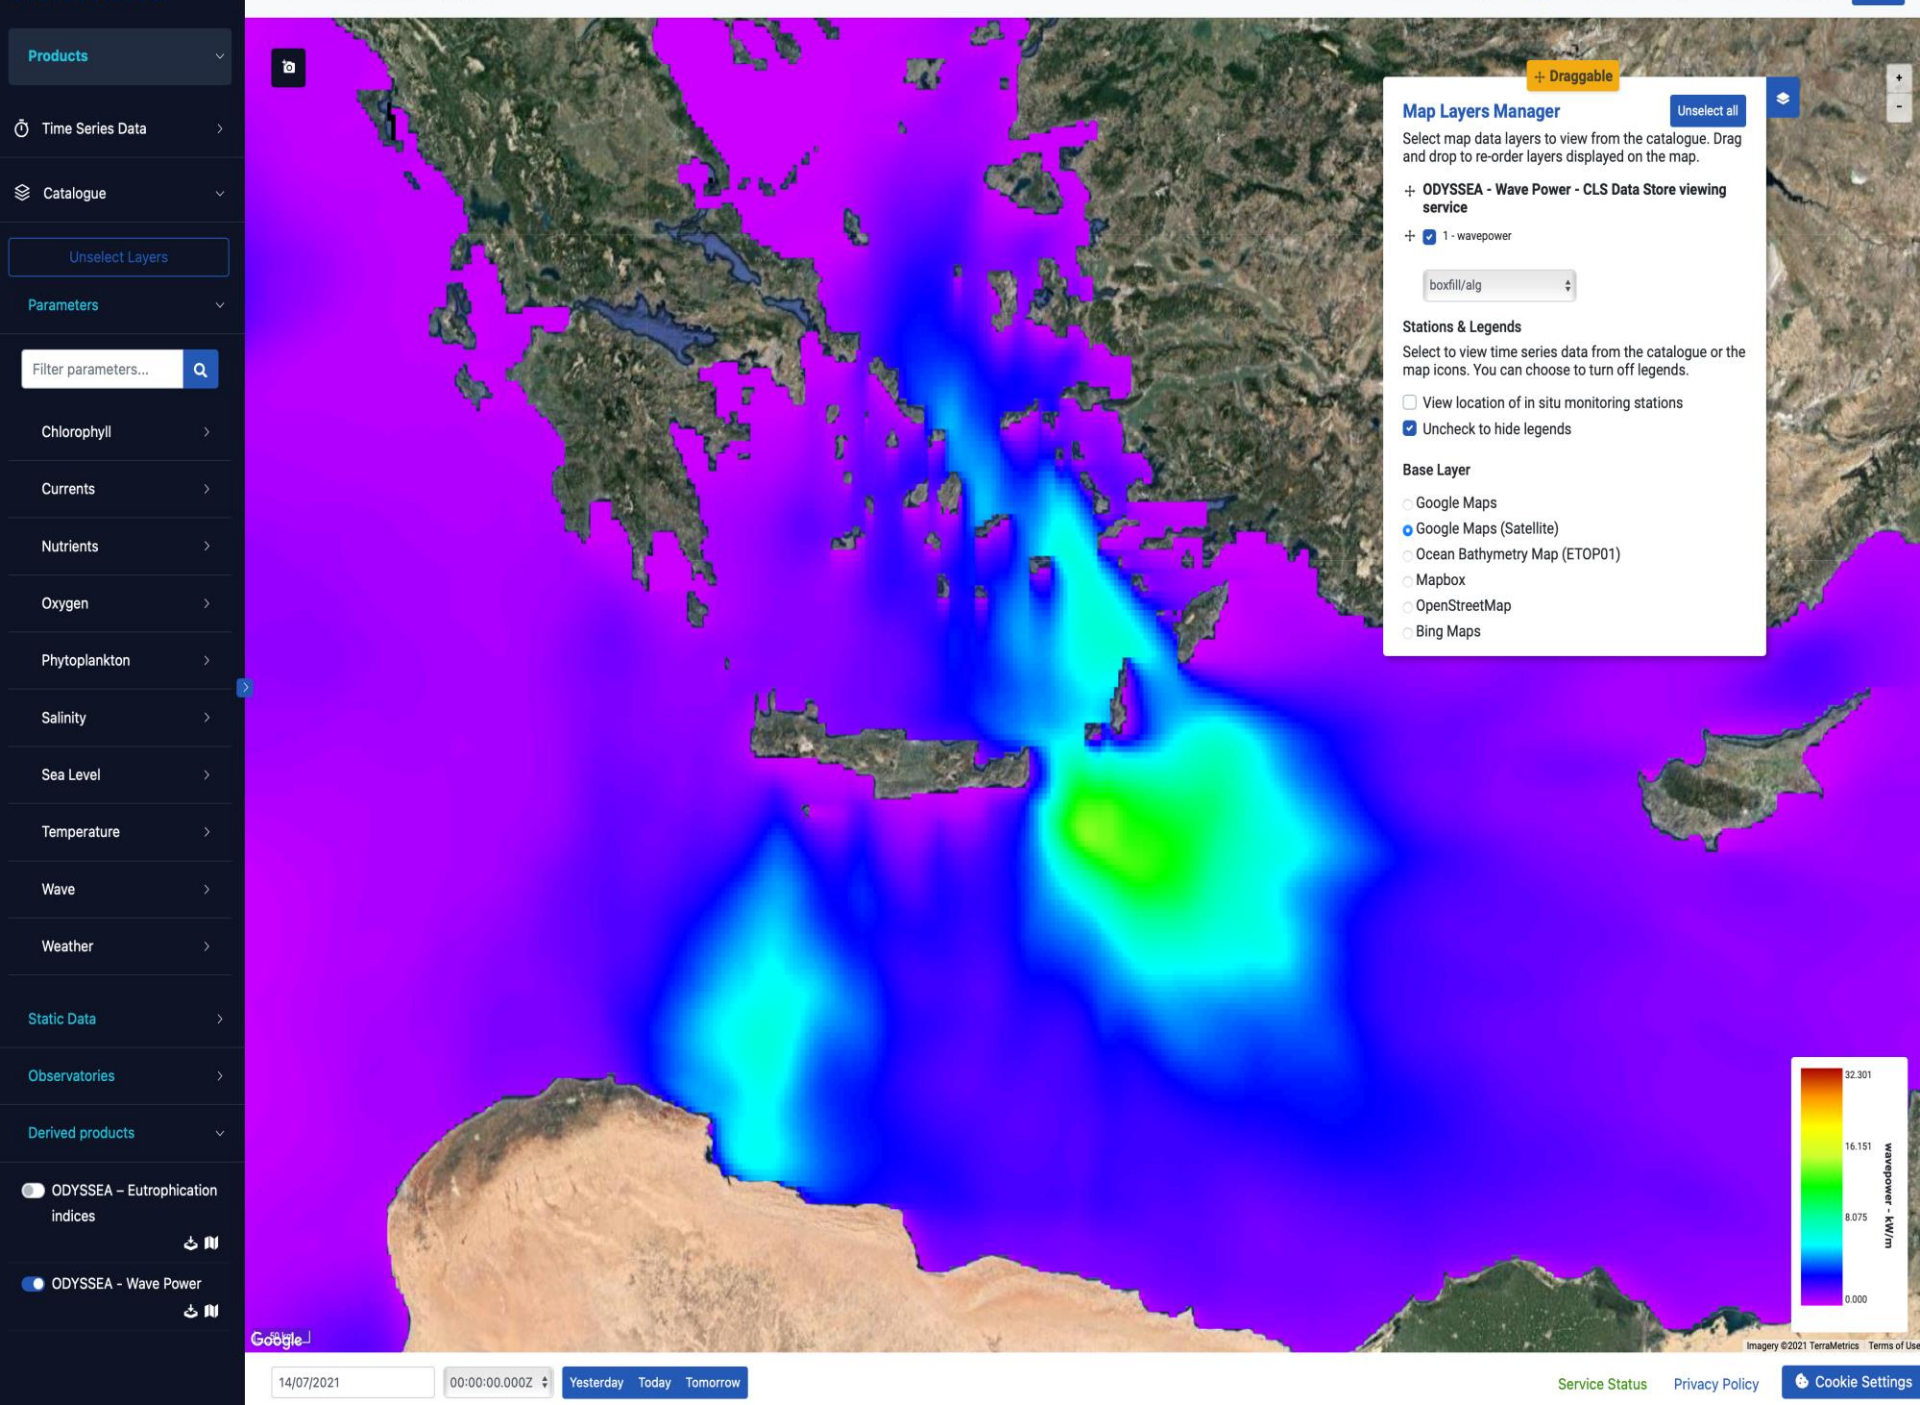 Products
Time Series Data
Catalogue
Unselect Layers
Parameters
Filter parameters...
Chlorophyll
Currents
Nutrients
Oxygen
Phytoplankton
Salinity
Sea Level
Temperature
Wave
Weather
Static Data
Observatories
Derived products
ODYSSEA – Eutrophication
indices
ODYSSEA - Wave Power
+
-
Draggable
Map Layers Manager
Unselect all
Select map data layers to view from the catalogue. Drag
and drop to re-order layers displayed on the map.
ODYSSEA - Wave Power - CLS Data Store viewing
service
1 - wavepower
boxfill/alg
Stations & Legends
Select to view time series data from the catalogue or the
map icons. You can choose to turn off legends.
View location of in situ monitoring stations
Uncheck to hide legends
Base Layer
Google Maps
Google Maps (Satellite)
Ocean Bathymetry Map (ETOP01)
Mapbox
OpenStreetMap
Bing Maps
32.301
16.151
8.075
0.000
wavepower - kW/m
Google
Imagery ©2021 TerraMetrics
Terms of Use
14/07/2021
00:00:00.000Z
Yesterday Today Tomorrow
Service Status
Privacy Policy
Cookie Settings